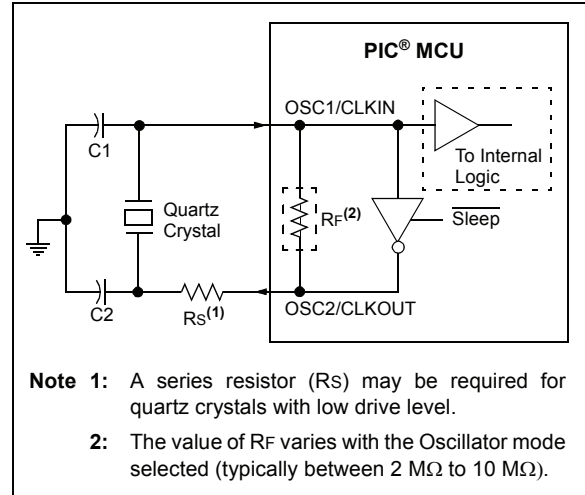 PIC® MCU
OSC1/CLKIN
C1
To Internal
Logic
Quartz
Crystal
RF(2)
Sleep
C2
RS(1)
OSC2/CLKOUT
Note 1: A series resistor (RS) may be required for
quartz crystals with low drive level.
2: The value of RF varies with the Oscillator mode
selected (typically between 2 MΩ to 10 MΩ).